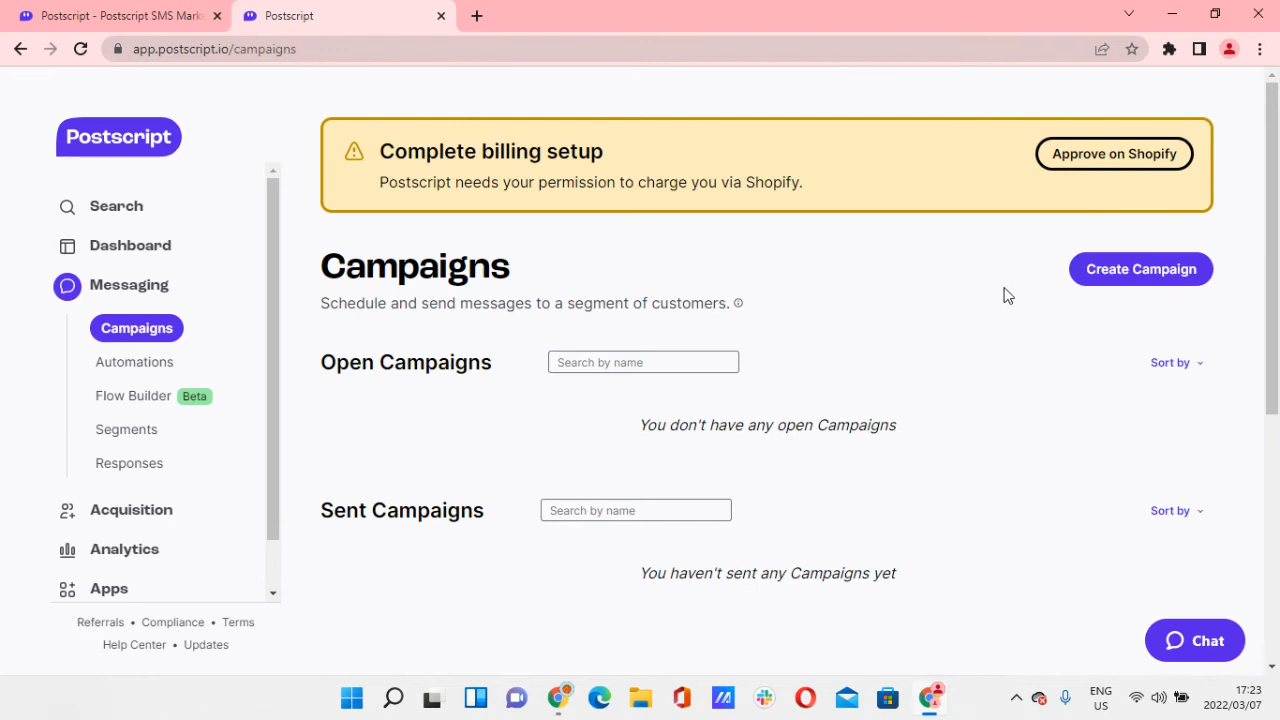 Postscript - Postscript SMS Mark
Postscript
app.postscript.io/campaigns
Postscript
Search
Dashboard
Messaging
Campaigns
Automations
Flow Builder Beta
Segments
Responses
Acquisition
Analytics
Apps
Referrals • Compliance • Terms
Help Center • Updates
Complete billing setup
Postscript needs your permission to charge you via Shopify.
Approve on Shopify
Campaigns
Schedule and send messages to a segment of customers.
Create Campaign
Open Campaigns
Search by name
Sort by
You don't have any open Campaigns
Sent Campaigns
Search by name
Sort by
You haven't sent any Campaigns yet
Chat
ENG
US
17:23
2022/03/07